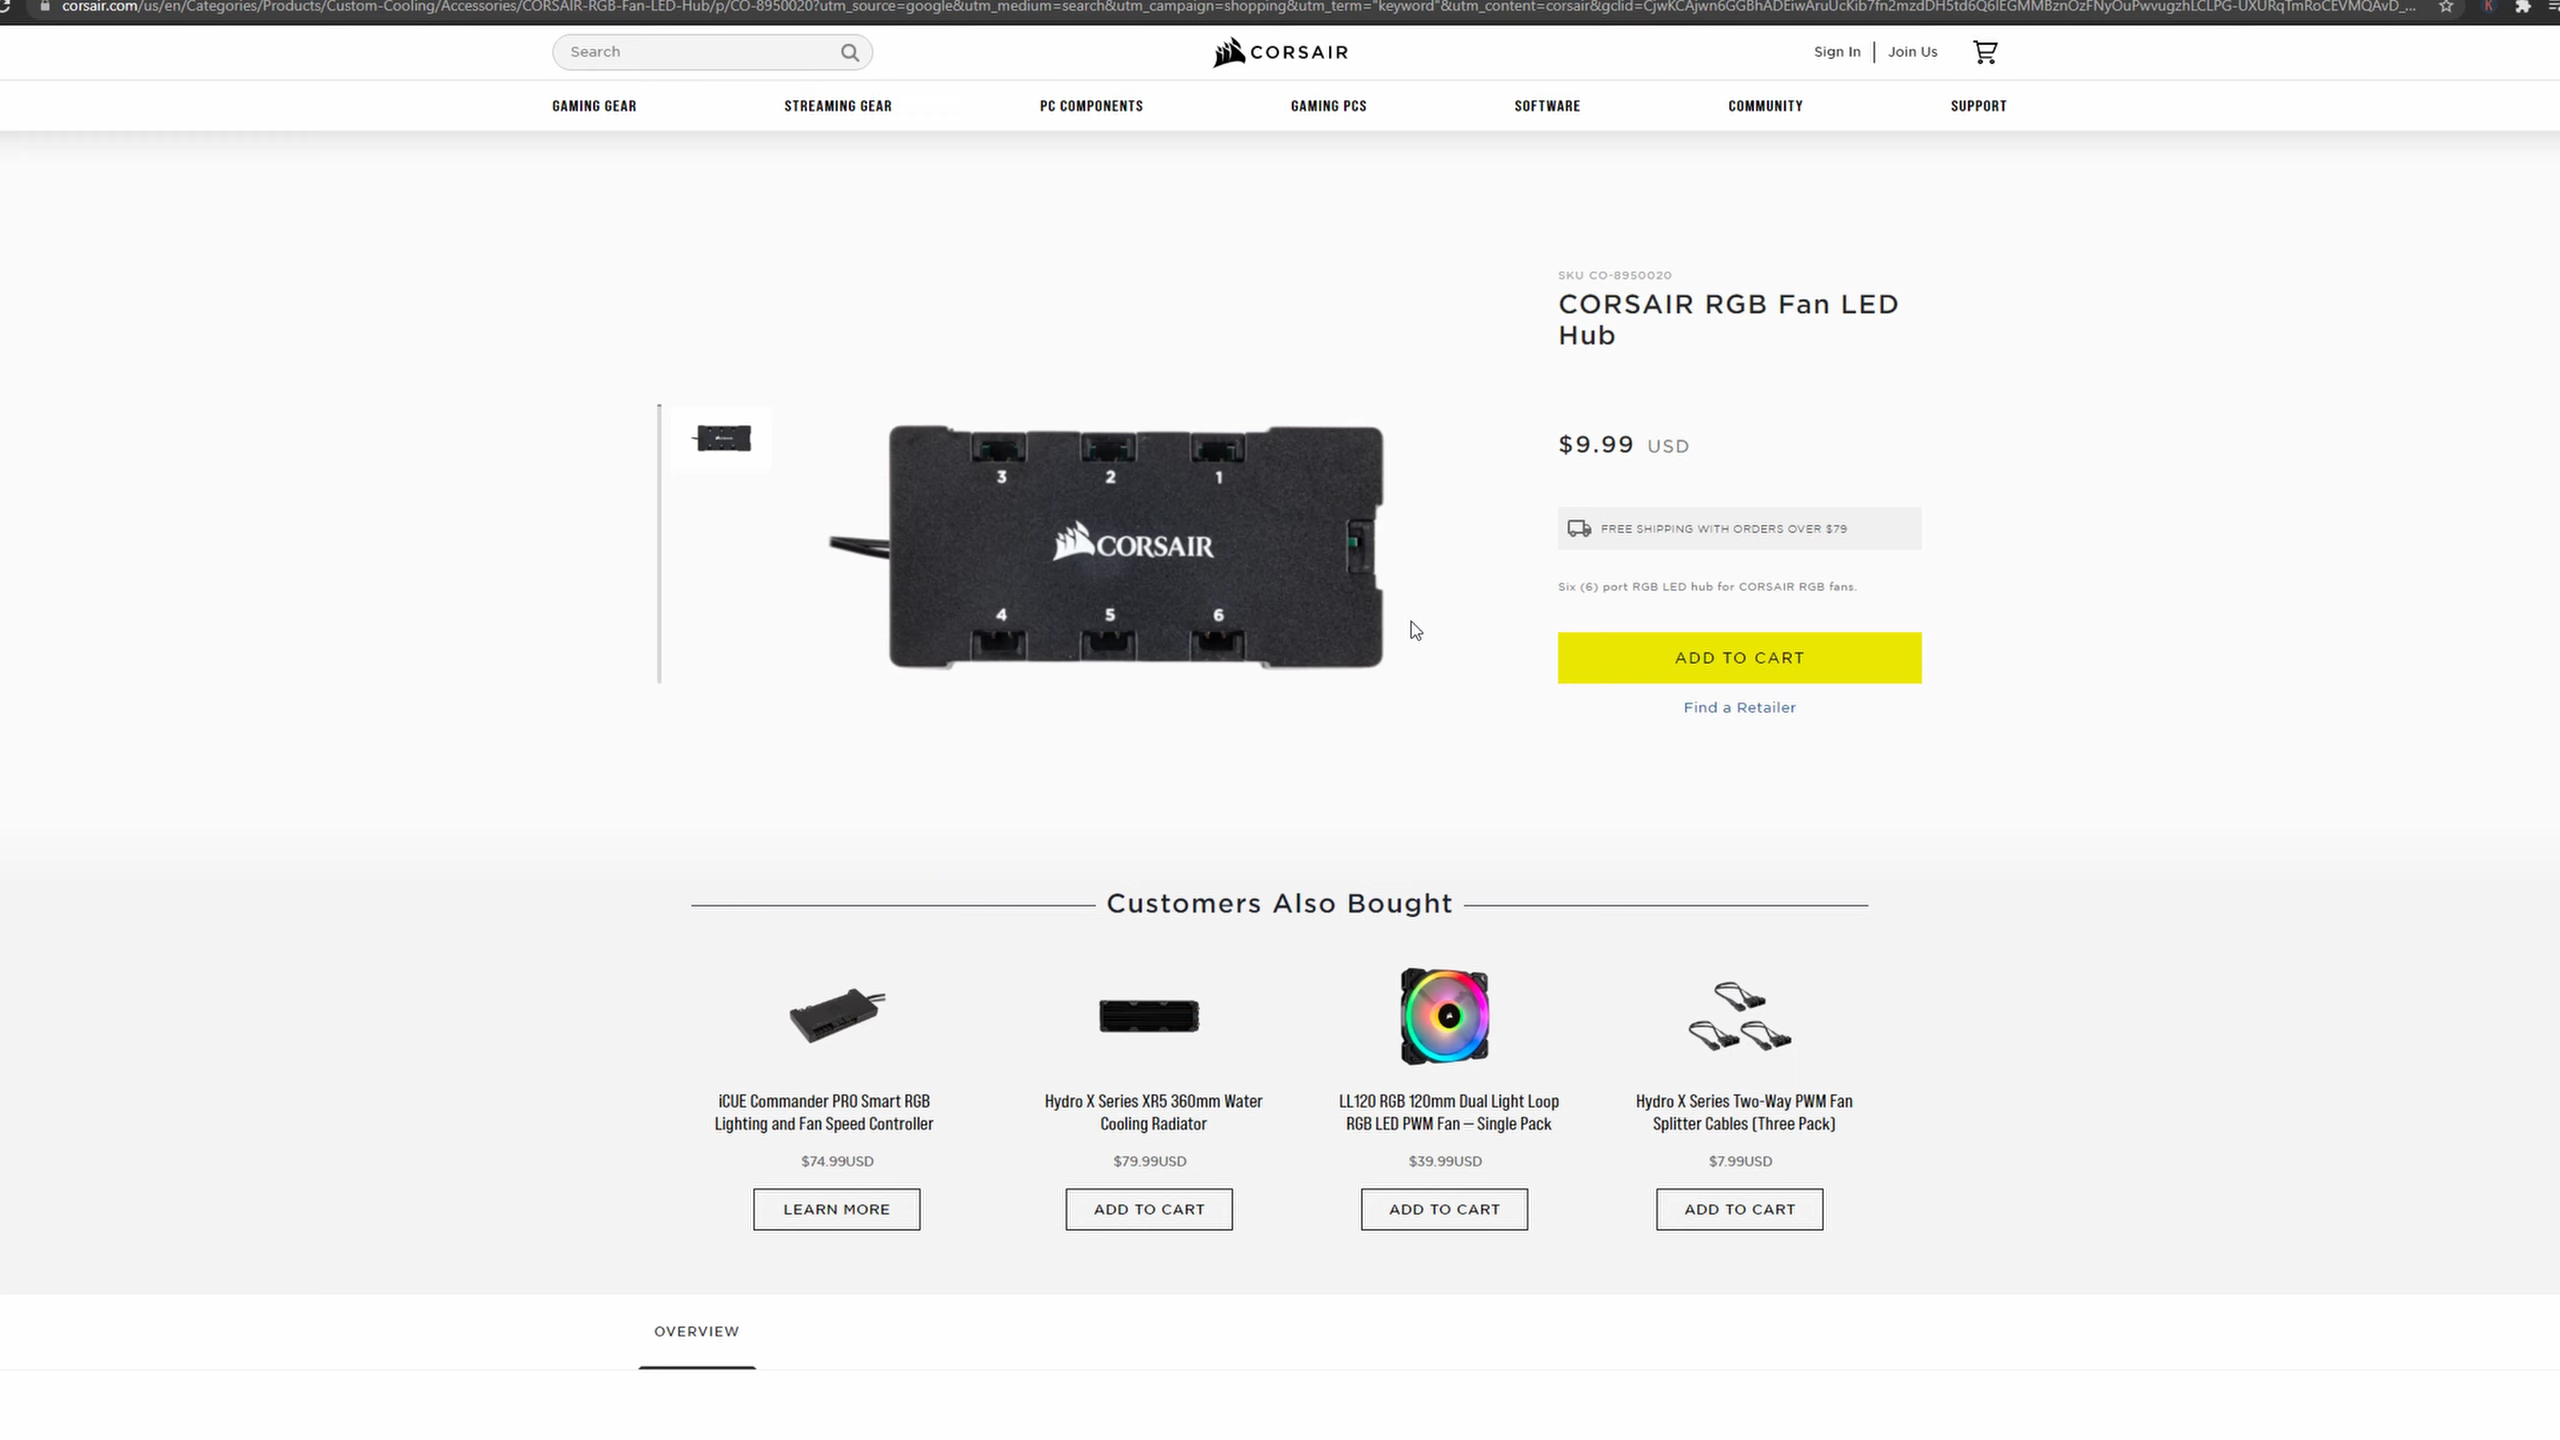 corsair.com/us/en/Categories/Products/Custom-Cooling/Accessories/CORSAIR-RGB-Fan-LED-Hub/p/CO-8950020?utm_source=google&utm_medium=search&utm_campaign=shopping&utm_term="keyword"&utm_content=corsair&gclid=
Search
CORSAIR
Sign In
Join Us
GAMING GEAR
STREAMING GEAR
PC COMPONENTS
GAMING PCS
SOFTWARE
COMMUNITY
SUPPORT
SKU CO-8950020
CORSAIR RGB Fan LED
Hub
$9.99 USD
FREE SHIPPING WITH ORDERS OVER $79
Six (6) port RGB LED hub for CORSAIR RGB fans.
ADD TO CART
Find a Retailer
3 2 1
CORSAIR
4 5 6
Customers Also Bought
iCUE Commander PRO Smart RGB
Lighting and Fan Speed Controller
$74.99USD
LEARN MORE
Hydro X Series XR5 360mm Water
Cooling Radiator
$79.99USD
ADD TO CART
LL120 RGB 120mm Dual Light Loop
RGB LED PWM Fan — Single Pack
$39.99USD
ADD TO CART
Hydro X Series Two-Way PWM Fan
Splitter Cables (Three Pack)
$7.99USD
ADD TO CART
OVERVIEW